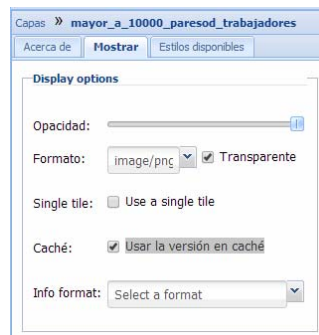 Capas » mayor_a_10000_paresod_trabajadores
Acerca de Mostrar Estilos disponibles
Display options
Opacidad:
Formato: image/png Transparente
Single tile: Use a single tile
Caché: Usar la versión en caché
Info format: Select a format